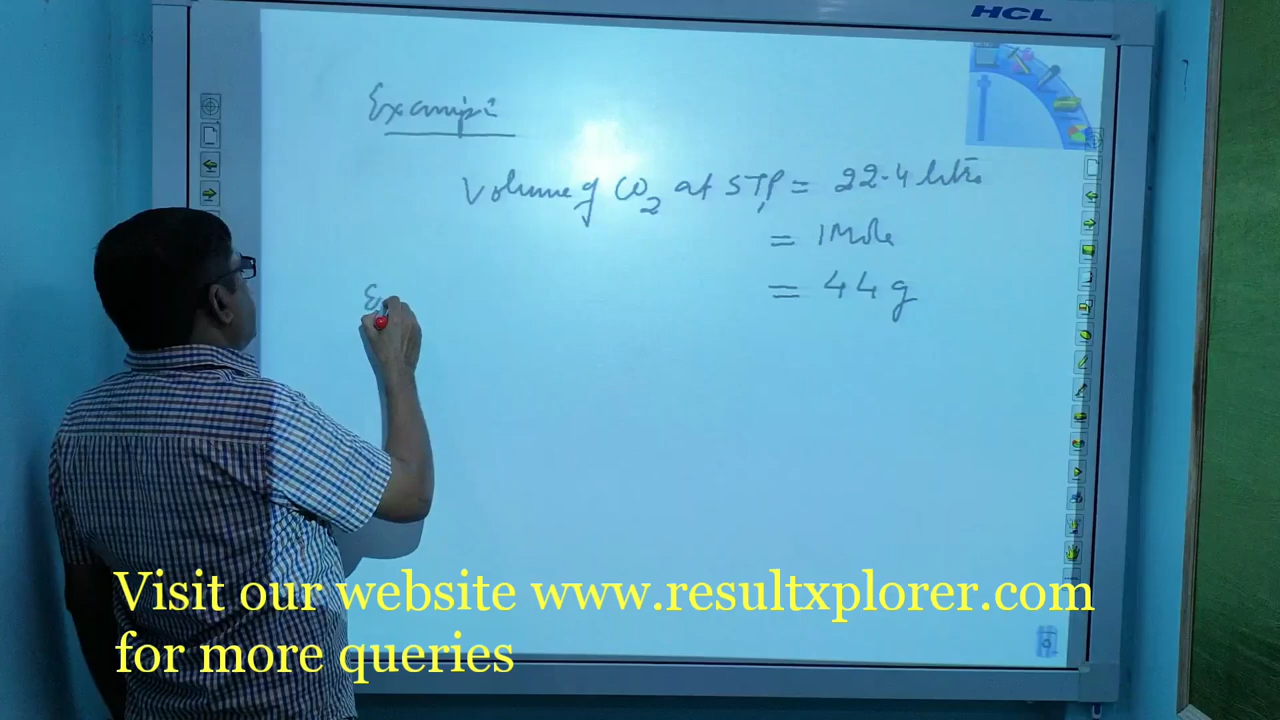 HCL
Example
Volume of CO2 at STP = 22.4 litre
= 1 Mole
= 44 g
Ex
Visit our website www.resultxplorer.com
for more queries